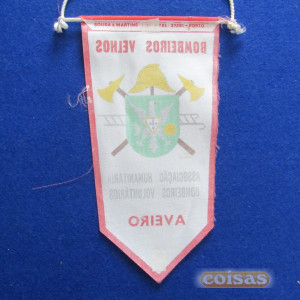 BOMBEIROS VELHOS
ASSOCIAÇÃO HUMANITÁRIA
BOMBEIROS VOLUNTÁRIOS
AVEIRO
coisas